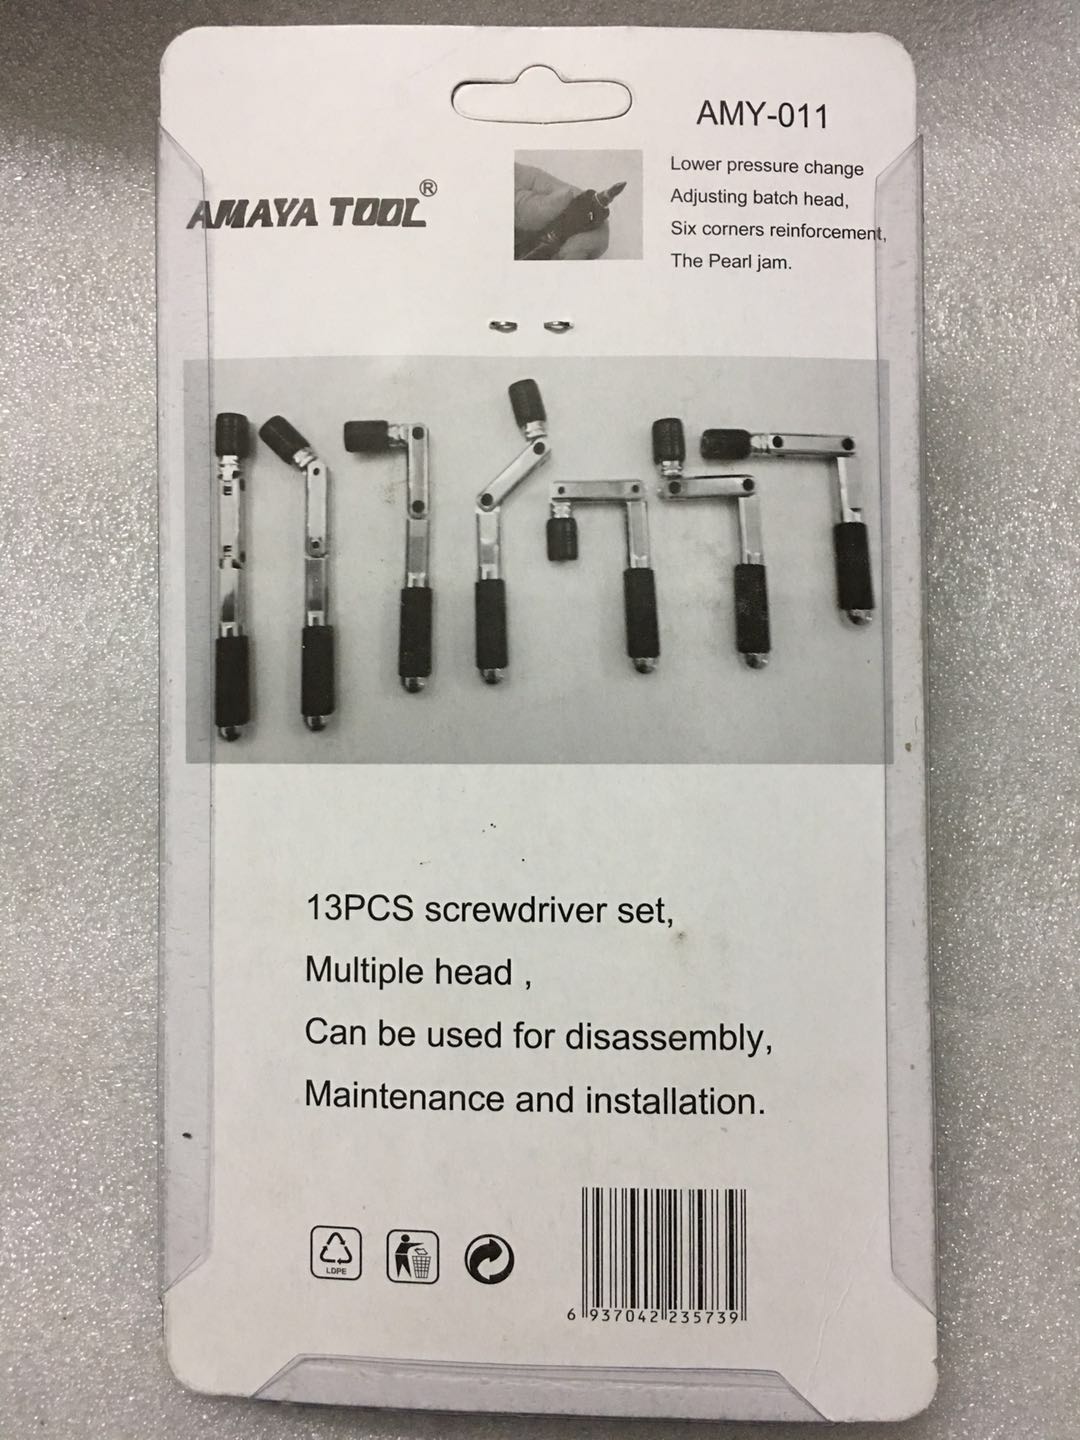 AMY-011
AMAYA TOOL®
Lower pressure change
Adjusting batch head,
Six corners reinforcement,
The Pearl jam.
13PCS screwdriver set,
Multiple head ,
Can be used for disassembly,
Maintenance and installation.
LDPE
6 937042 235739